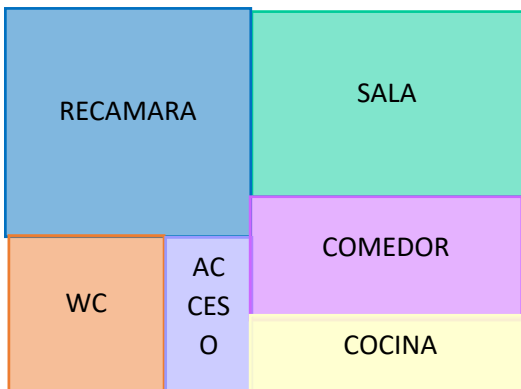 RECAMARA
SALA
COMEDOR
WC
AC
CES
O
COCINA